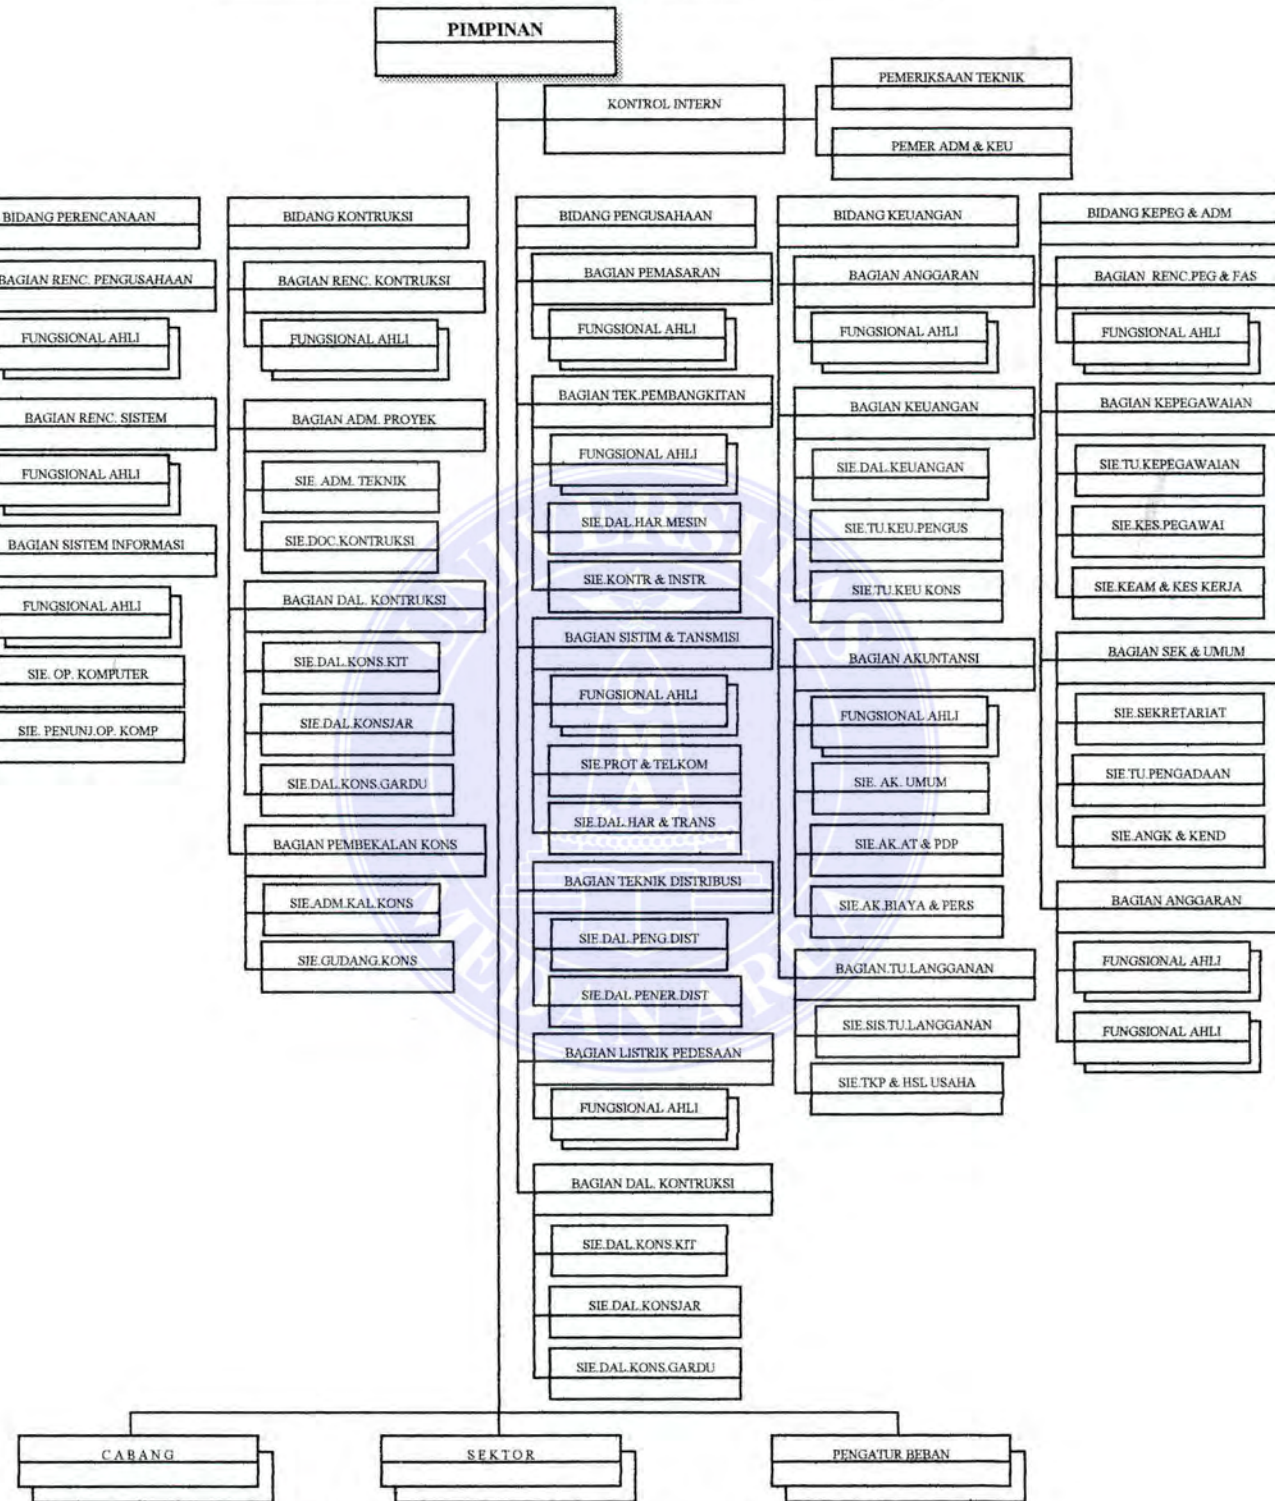 PIMPINAN
KONTROL INTERN
PEMERIKSAAN TEKNIK
PEMER ADM & KEU
BIDANG PERENCANAAN
BAGIAN RENC. PENGUSAHAAN
FUNGSIONAL AHLI
BAGIAN RENC. SISTEM
FUNGSIONAL AHLI
BAGIAN SISTEM INFORMASI
FUNGSIONAL AHLI
SIE. OP. KOMPUTER
SIE. PENUNJ.OP. KOMP
BIDANG KONTRUKSI
BAGIAN RENC. KONTRUKSI
FUNGSIONAL AHLI
BAGIAN ADM. PROYEK
SIE. ADM. TEKNIK
SIE.DOC.KONTRUKSI
BAGIAN DAL. KONTRUKSI
SIE.DAL.KONS.KIT
SIE.DAL.KONSJAR
SIE.DAL.KONS.GARDU
BAGIAN PEMBEKALAN KONS
SIE.ADM.KAL.KONS
SIE.GUDANG.KONS
BIDANG PENGUSAHAAN
BAGIAN PEMASARAN
FUNGSIONAL AHLI
BAGIAN TEK.PEMBANGKITAN
FUNGSIONAL AHLI
SIE.DAL.HAR.MESIN
SIE.KONTR & INSTR
BAGIAN SISTIM & TANSMISI
FUNGSIONAL AHLI
SIE.PROT & TELKOM
SIE.DAL.HAR & TRANS
BAGIAN TEKNIK DISTRIBUSI
SIE.DAL.PENG.DIST
SIE.DAL.PENER.DIST
BAGIAN LISTRIK PEDESAAN
FUNGSIONAL AHLI
BAGIAN DAL. KONTRUKSI
SIE.DAL.KONS.KIT
SIE.DAL.KONSJAR
SIE.DAL.KONS.GARDU
BIDANG KEUANGAN
BAGIAN ANGGARAN
FUNGSIONAL AHLI
BAGIAN KEUANGAN
SIE.DAL.KEUANGAN
SIE.TU.KEU.PENGUS
SIE.TU.KEU KONS
BAGIAN AKUNTANSI
FUNGSIONAL AHLI
SIE. AK. UMUM
SIE.AK.AT & PDP
SIE.AK.BIAYA & PERS
BAGIAN.TU.LANGGANAN
SIE.SIS.TU.LANGGANAN
SIE.TKP & HSL USAHA
BIDANG KEPEG & ADM
BAGIAN RENC.PEG & FAS
FUNGSIONAL AHLI
BAGIAN KEPEGAWAIAN
SIE.TU.KEPEGAWAIAN
SIE.KES.PEGAWAI
SIE.KEAM & KES KERJA
BAGIAN SEK & UMUM
SIE.SEKRETARIAT
SIE.TU.PENGADAAN
SIE.ANGK & KEND
BAGIAN ANGGARAN
FUNGSIONAL AHLI
FUNGSIONAL AHLI
CABANG
SEKTOR
PENGATUR BEBAN
UNIVERSITAS
UMA
MEDAN AREA